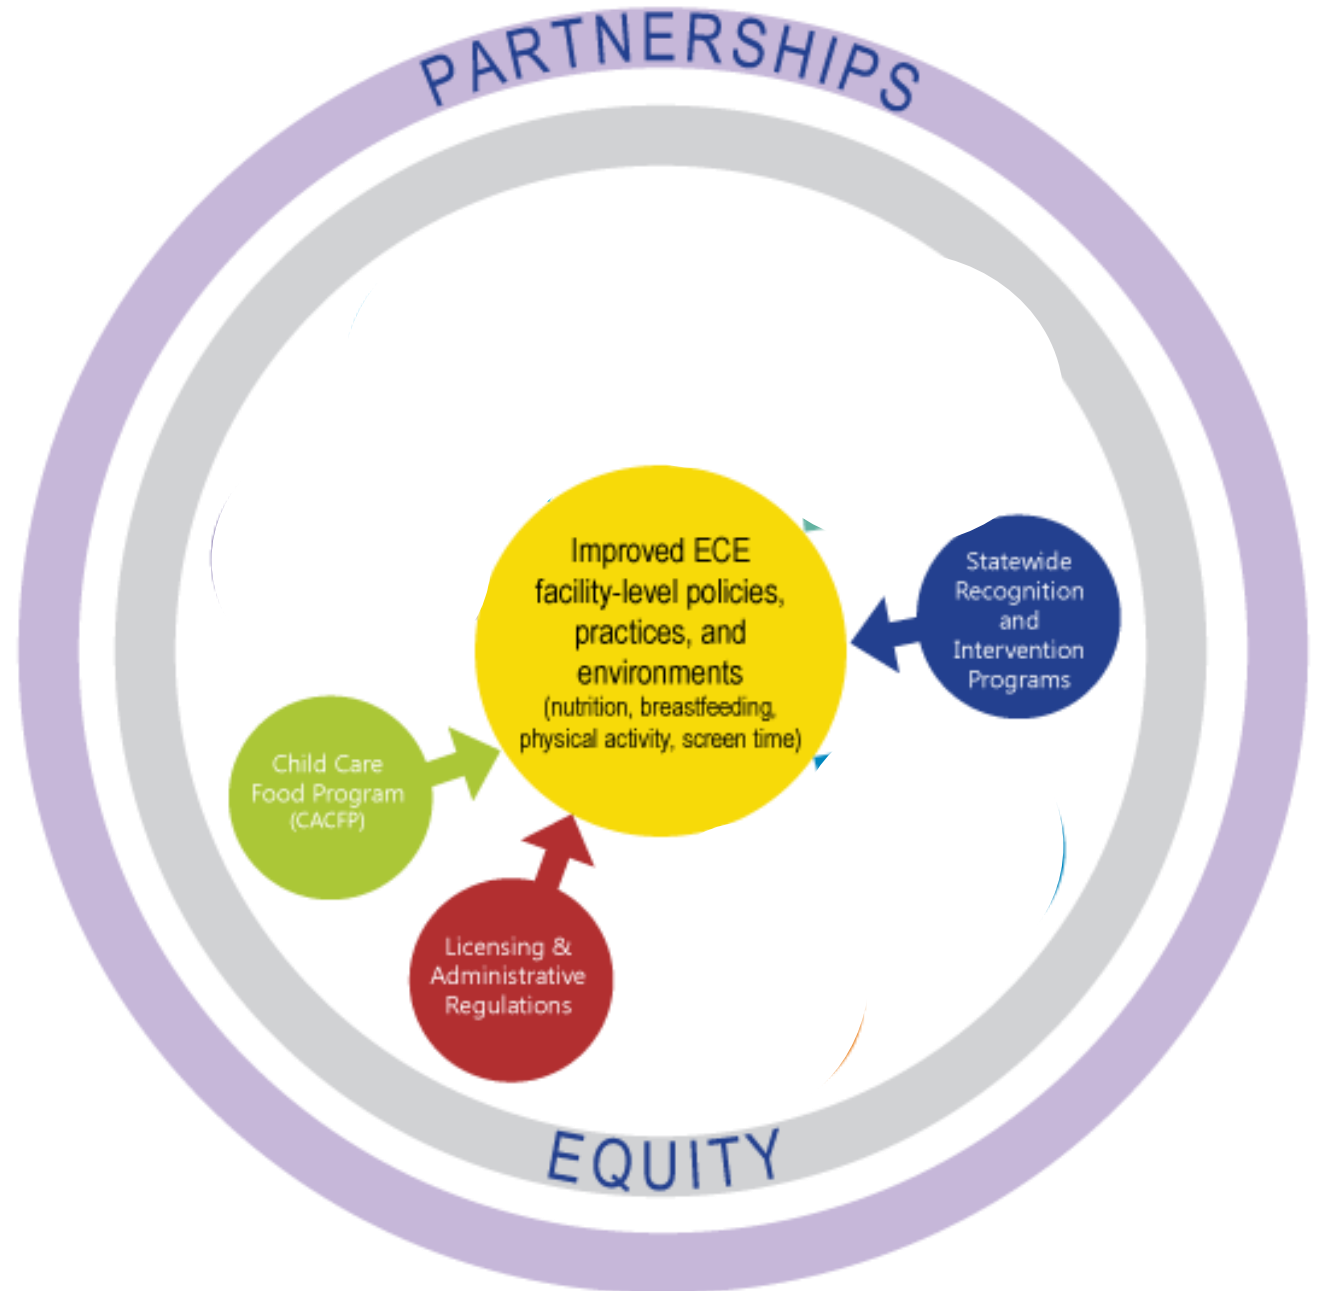 PARTNERSHIPS
Improved ECE
facility-level policies,
practices, and
environments
(nutrition, breastfeeding,
physical activity, screen time)
Statewide
Recognition
and
Intervention
Programs
Child Care
Food Program
(CACFP)
Licensing &
Administrative
Regulations
EQUITY